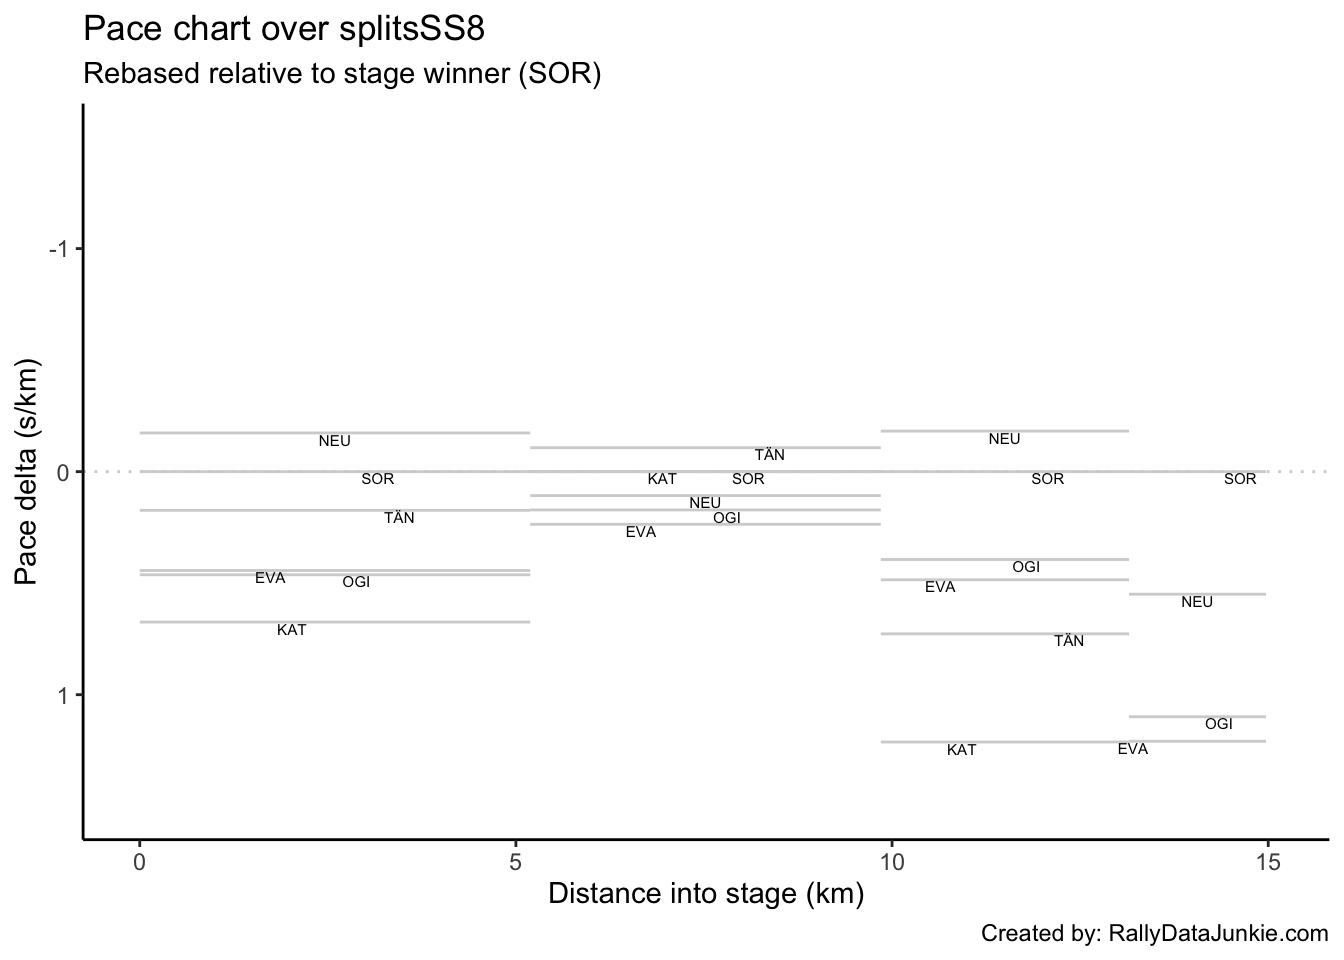 Pace chart over splitsSS8
Rebased relative to stage winner (SOR)
Pace delta (s/km)
-1
0
1
NEU
SOR
TÄN
EVA
OGI
KAT
TÄN
KAT SOR
NEU
OGI
EVA
NEU
SOR
OGI
EVA
TÄN
KAT
SOR
NEU
OGI
EVA
0 5 10 15
Distance into stage (km)
Created by: RallyDataJunkie.com